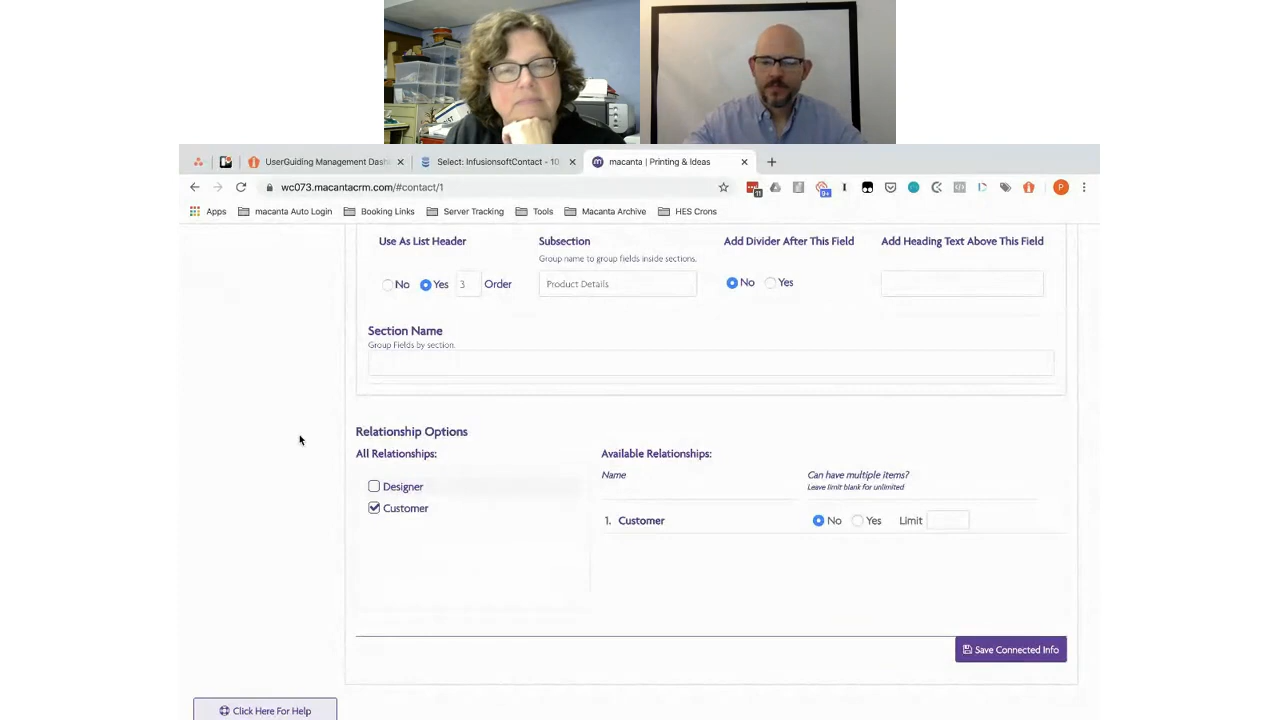 UserGuiding Management Dash
Select: InfusionsoftContact - 10
macanta | Printing & Ideas
wc073.macantacrm.com/#contact/1
11
9+
P
Apps
macanta Auto Login
Booking Links
Server Tracking
Tools
Macanta Archive
HES Crons
Use As List Header
Subsection
Add Divider After This Field
Add Heading Text Above This Field
Group name to group fields inside sections.
No
Yes
3
Order
Product Details
No
Yes
Section Name
Group Fields by section.
Relationship Options
All Relationships:
Available Relationships:
Name
Can have multiple items?
Leave limit blank for unlimited
Designer
Customer
1. Customer
No
Yes
Limit
Save Connected Info
Click Here For Help